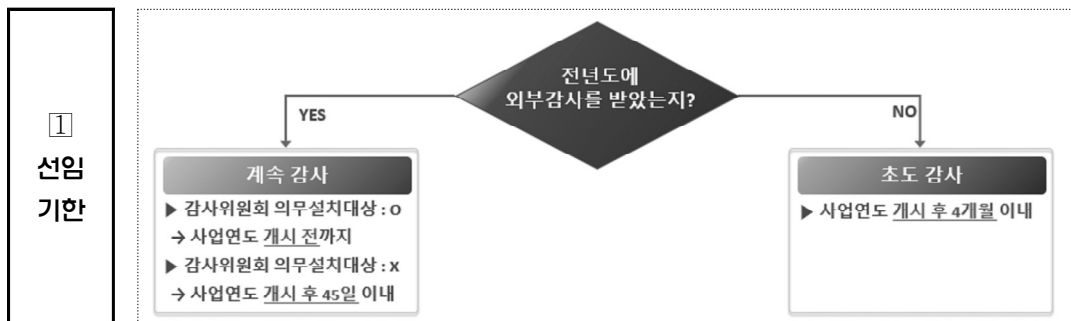 1
선임
기한
전년도에
외부감사를 받았는지?
YES
NO
계속 감사
▶ 감사위원회 의무설치대상 : O
→ 사업연도 개시 전까지
▶ 감사위원회 의무설치대상 : X
→ 사업연도 개시 후 45일 이내
초도 감사
▶ 사업연도 개시 후 4개월 이내